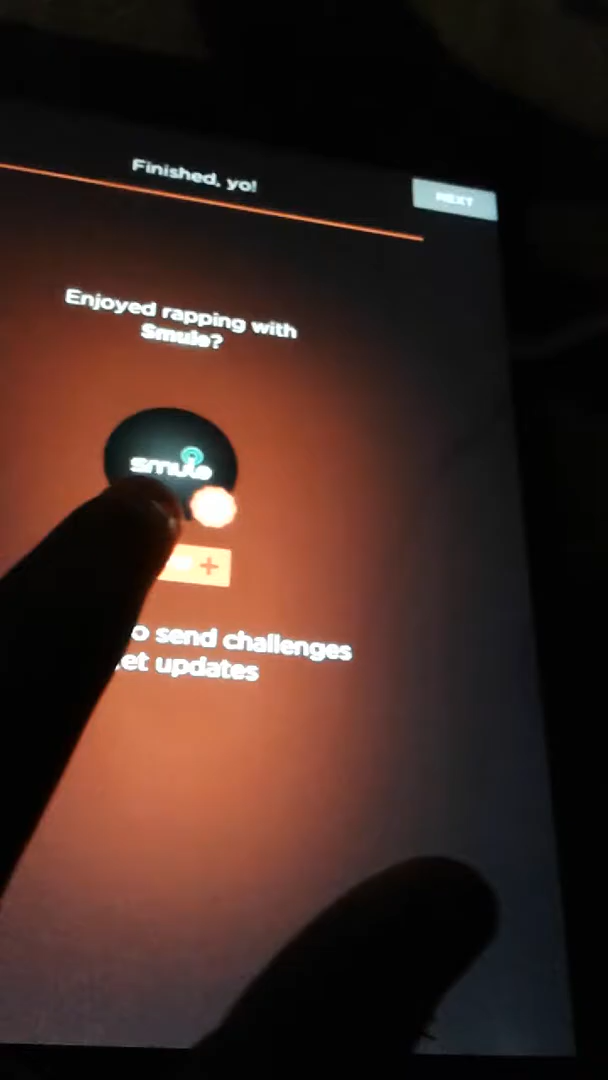 Finished, yo!
NEXT
Enjoyed rapping with
Smule?
smule
+
o send challenges
et updates